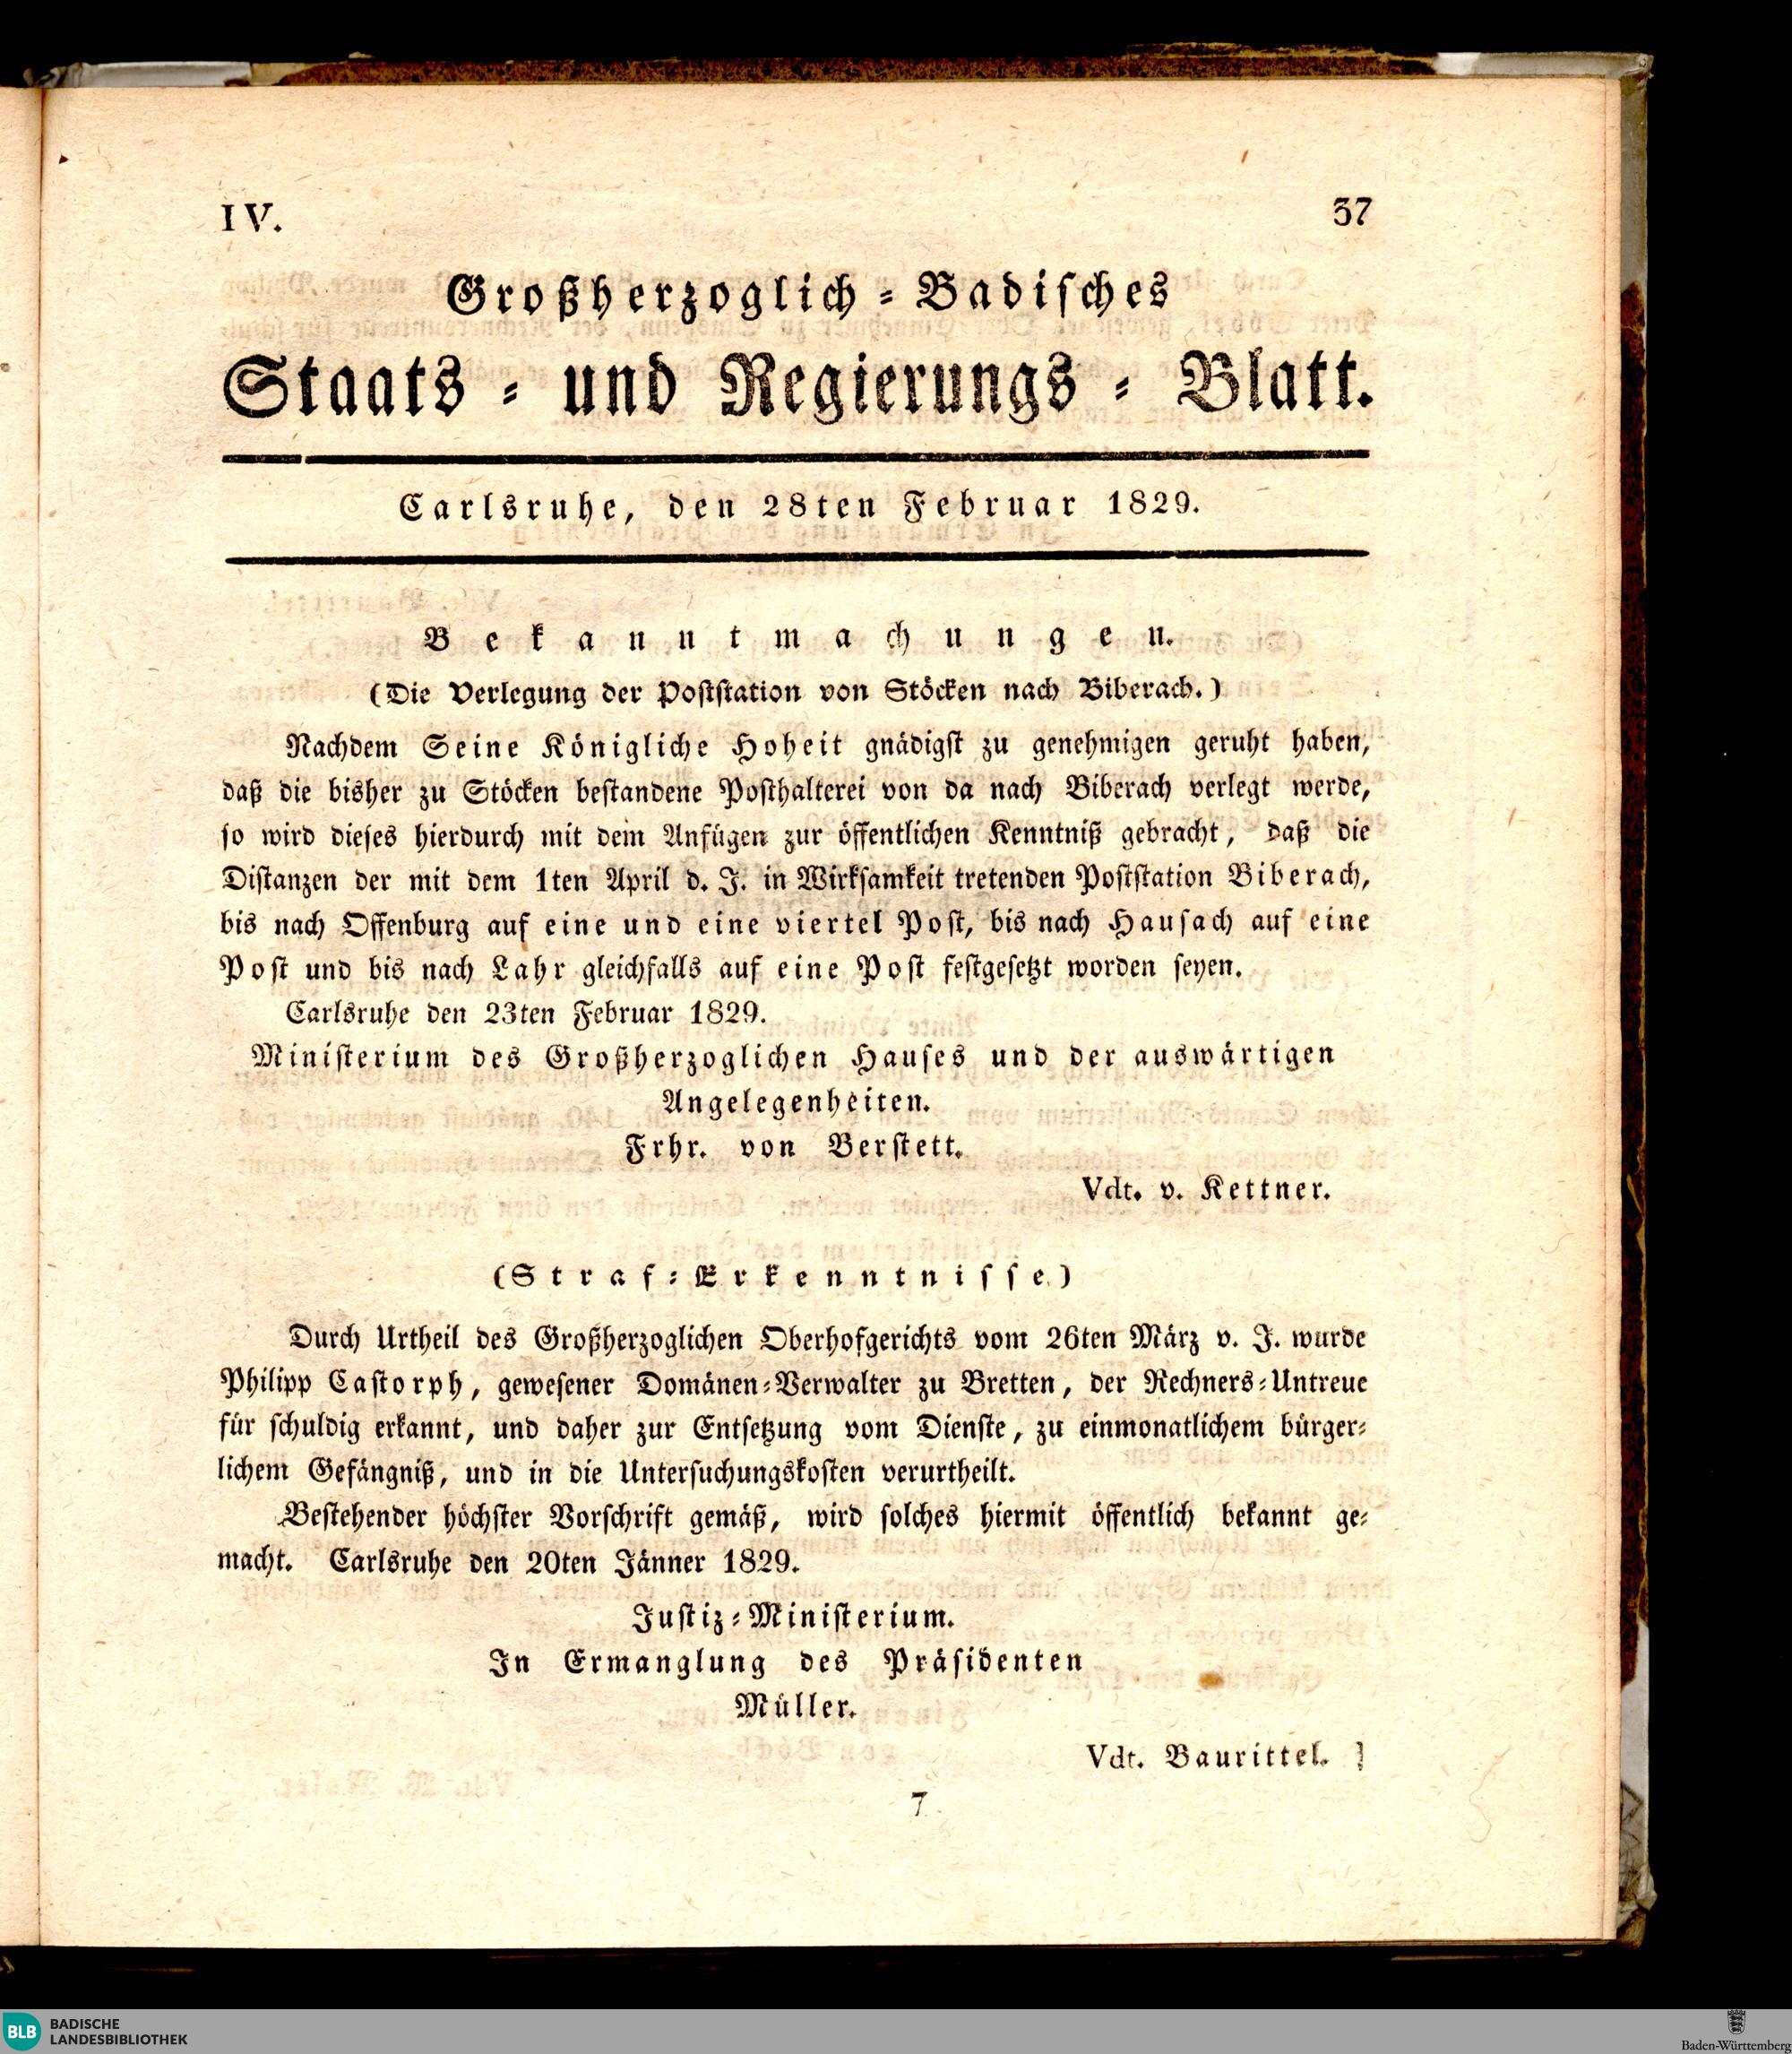 IV.
37
Großherzoglich-Badisches
Staats- und Regierungs-Blatt.
Carlsruhe, den 28ten Februar 1829.
Bekanntmachungen.
(Die Verlegung der Poststation von Stöcken nach Biberach.)
Nachdem Seine Königliche Hoheit gnädigst zu genehmigen geruht haben,
daß die bisher zu Stöcken bestandene Posthalterei von da nach Biberach verlegt werde,
so wird dieses hierdurch mit dem Anfügen zur öffentlichen Kenntniß gebracht, daß die
Distanzen der mit dem 1ten April d. J. in Wirksamkeit tretenden Poststation Biberach,
bis nach Offenburg auf eine und eine viertel Post, bis nach Hausach auf eine
Post und bis nach Lahr gleichfalls auf eine Post festgesetzt worden seyen.
Carlsruhe den 23ten Februar 1829.
Ministerium des Großherzoglichen Hauses und der auswärtigen
Angelegenheiten.
Frhr. von Berstett.
Vdt. v. Kettner.
(Straf-Erkenntnisse)
Durch Urtheil des Großherzoglichen Oberhofgerichts vom 26ten März v. J. wurde
Philipp Castorph, gewesener Domänen-Verwalter zu Bretten, der Rechners-Untreue
für schuldig erkannt, und daher zur Entsetzung vom Dienste, zu einmonatlichem bürger-
lichem Gefängniß, und in die Untersuchungskosten verurtheilt.
Bestehender höchster Vorschrift gemäß, wird solches hiermit öffentlich bekannt ge-
macht. Carlsruhe den 20ten Jänner 1829.
Justiz-Ministerium.
In Ermanglung des Präsidenten
Müller.
Vdt. Baurittel.
7
BLB
BADISCHE
LANDESBIBLIOTHEK
Baden-Württemberg